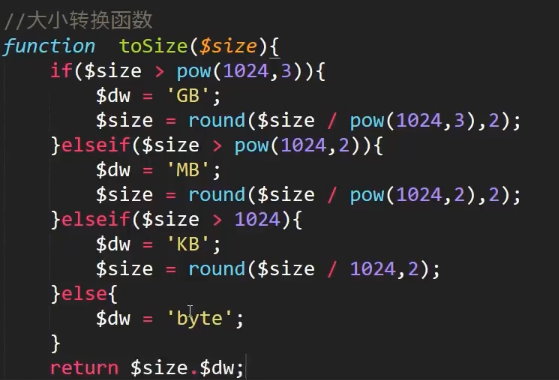 //大小转换函数
function  toSize($size){
    if($size > pow(1024,3)){
        $dw = 'GB';
        $size = round($size / pow(1024,3),2);
    }elseif($size > pow(1024,2)){
        $dw = 'MB';
        $size = round($size / pow(1024,2),2);
    }elseif($size > 1024){
        $dw = 'KB';
        $size = round($size / 1024,2);
    }else{
        $dw = 'byte';
    }
    return $size.$dw;